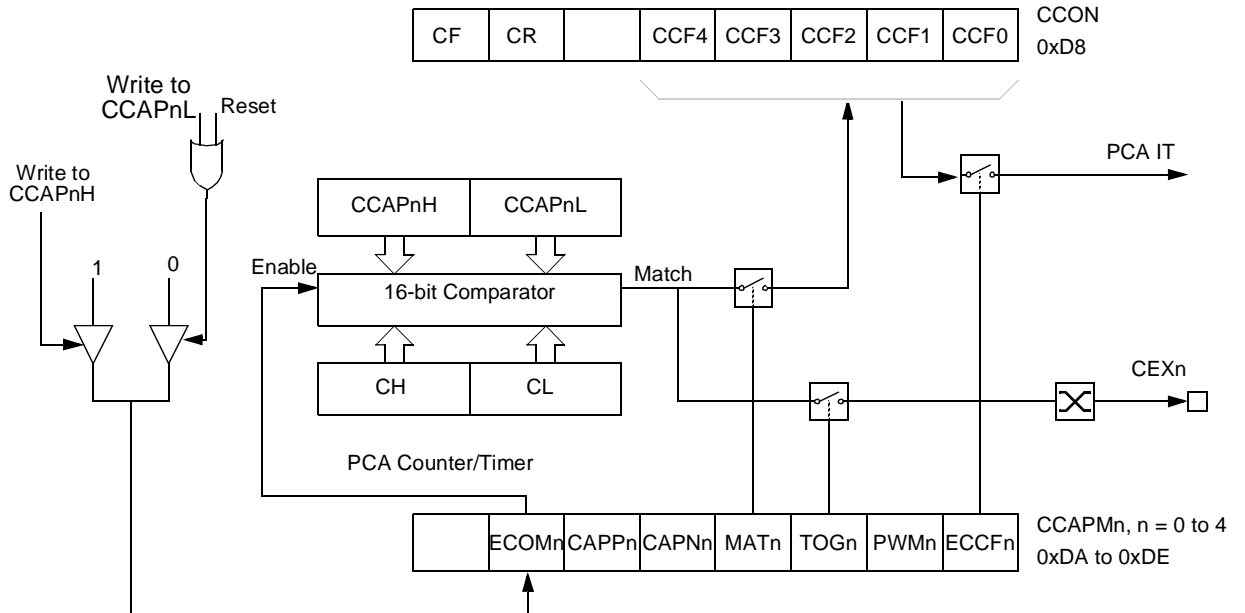 CF CR CCF4 CCF3 CCF2 CCF1 CCF0
CCON
0xD8
Write to
CCAPnL
Reset
Write to
CCAPnH
PCA IT
CCAPnH CCAPnL
1
0
Enable
16-bit Comparator
Match
CH CL
CEXn
PCA Counter/Timer
ECOMn CAPPn CAPNn MATn TOGn PWMn ECCFn
CCAPMn, n = 0 to 4
0xDA to 0xDE